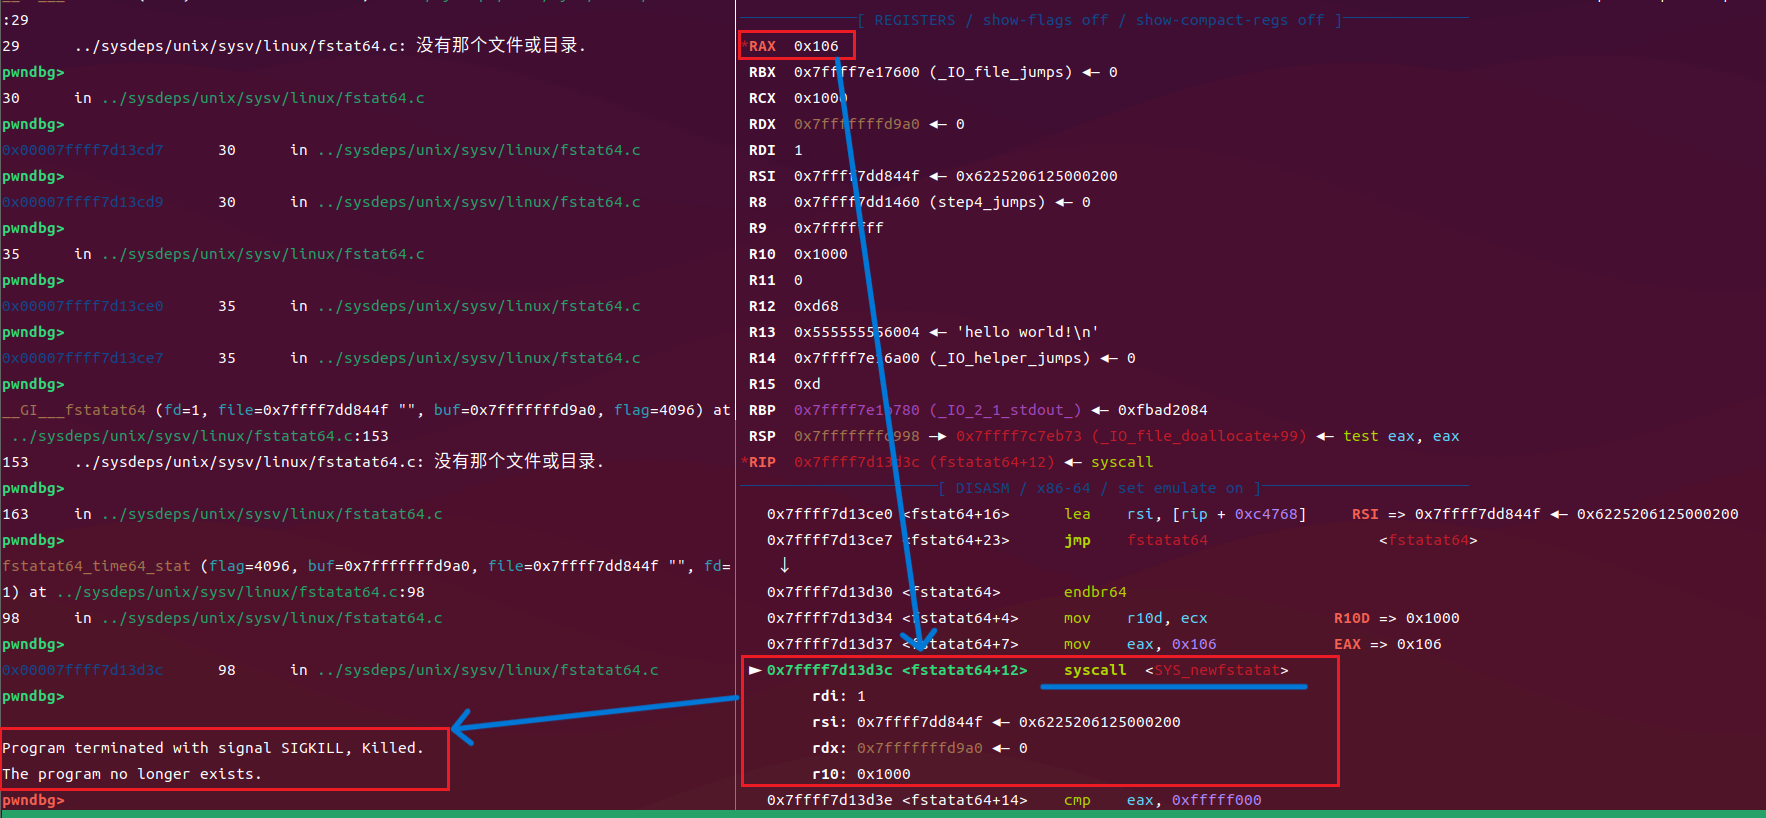 :29
29      ../sysdeps/unix/sysv/linux/fstat64.c: 没有那个文件或目录.
pwndbg>
30      in ../sysdeps/unix/sysv/linux/fstat64.c
pwndbg>
0x00007ffff7d13cd7      30      in ../sysdeps/unix/sysv/linux/fstat64.c
pwndbg>
0x00007ffff7d13cd9      30      in ../sysdeps/unix/sysv/linux/fstat64.c
pwndbg>
35      in ../sysdeps/unix/sysv/linux/fstat64.c
pwndbg>
0x00007ffff7d13ce0      35      in ../sysdeps/unix/sysv/linux/fstat64.c
pwndbg>
0x00007ffff7d13ce7      35      in ../sysdeps/unix/sysv/linux/fstat64.c
pwndbg>
__GI___fstatat64 (fd=1, file=0x7ffff7dd844f "", buf=0x7fffffffd9a0, flag=4096) at
../sysdeps/unix/sysv/linux/fstatat64.c:153
153     ../sysdeps/unix/sysv/linux/fstatat64.c: 没有那个文件或目录.
pwndbg>
163     in ../sysdeps/unix/sysv/linux/fstatat64.c
pwndbg>
fstatat64_time64_stat (flag=4096, buf=0x7fffffffd9a0, file=0x7ffff7dd844f "", fd=
1) at ../sysdeps/unix/sysv/linux/fstatat64.c:98
98      in ../sysdeps/unix/sysv/linux/fstatat64.c
pwndbg>
0x00007ffff7d13d3c      98      in ../sysdeps/unix/sysv/linux/fstatat64.c
pwndbg>
Program terminated with signal SIGKILL, Killed.
The program no longer exists.
pwndbg>
[ REGISTERS / show-flags off / show-compact-regs off ]
*RAX  0x106
RBX  0x7ffff7e17600 (_IO_file_jumps) ◂— 0
RCX  0x1000
RDX  0x7fffffffd9a0 ◂— 0
RDI  1
RSI  0x7ffff7dd844f ◂— 0x6225206125000200
R8   0x7ffff7dd1460 (step4_jumps) ◂— 0
R9   0x7fffffff
R10  0x1000
R11  0
R12  0xd68
R13  0x555555556004 ◂— 'hello world!\n'
R14  0x7ffff7e16a00 (_IO_helper_jumps) ◂— 0
R15  0xd
RBP  0x7ffff7e1b780 (_IO_2_1_stdout_) ◂— 0xfbad2084
RSP  0x7fffffffd998 —▸ 0x7ffff7c7eb73 (_IO_file_doallocate+99) ◂— test eax, eax
*RIP  0x7ffff7d13d3c (fstatat64+12) ◂— syscall
[ DISASM / x86-64 / set emulate on ]
0x7ffff7d13ce0 <fstat64+16>      lea    rsi, [rip + 0xc4768]     RSI => 0x7ffff7dd844f ◂— 0x6225206125000200
0x7ffff7d13ce7 <fstat64+23>      jmp    fstatat64                   <fstatat64>
↓
0x7ffff7d13d30 <fstatat64>       endbr64
0x7ffff7d13d34 <fstatat64+4>     mov    r10d, ecx              R10D => 0x1000
0x7ffff7d13d37 <fstatat64+7>     mov    eax, 0x106             EAX => 0x106
► 0x7ffff7d13d3c <fstatat64+12>    syscall  <SYS_newfstatat>
rdi: 1
rsi: 0x7ffff7dd844f ◂— 0x6225206125000200
rdx: 0x7fffffffd9a0 ◂— 0
r10: 0x1000
0x7ffff7d13d3e <fstatat64+14>    cmp    eax, 0xfffff000